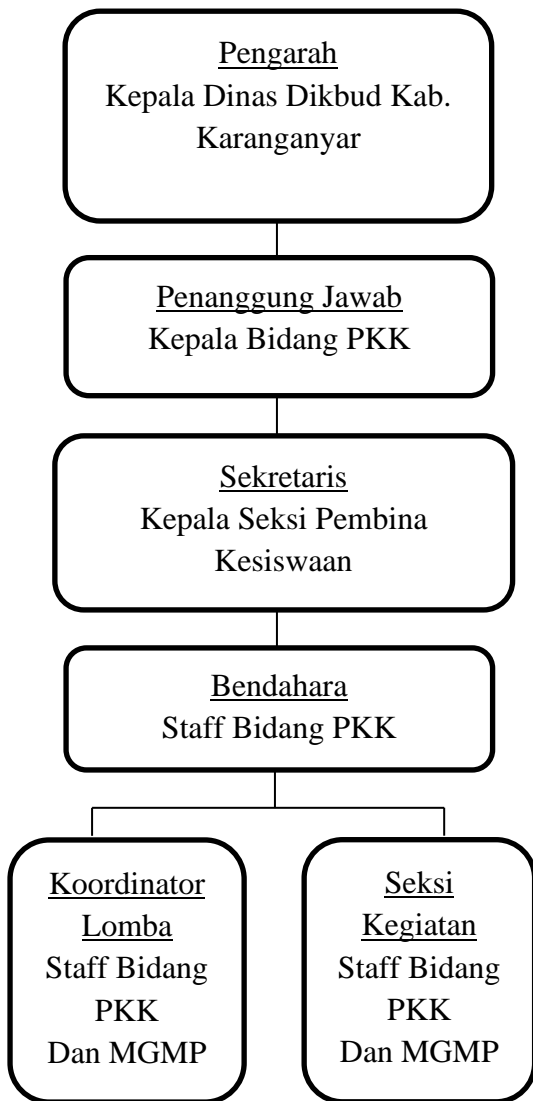 Pengarah
Kepala Dinas Dikbud Kab.
Karanganyar
Penanggung Jawab
Kepala Bidang PKK
Sekretaris
Kepala Seksi Pembina
Kesiswaan
Bendahara
Staff Bidang PKK
Koordinator
Lomba
Staff Bidang
PKK
Dan MGMP
Seksi
Kegiatan
Staff Bidang
PKK
Dan MGMP